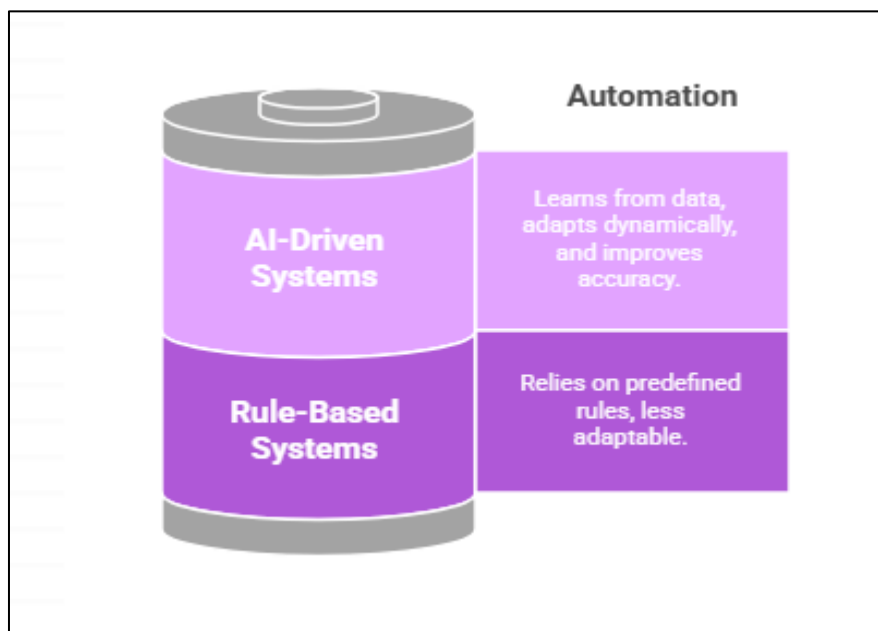 Automation
AI-Driven
Systems
Learns from data,
adapts dynamically,
and improves
accuracy.
Rule-Based
Systems
Relies on predefined
rules, less
adaptable.